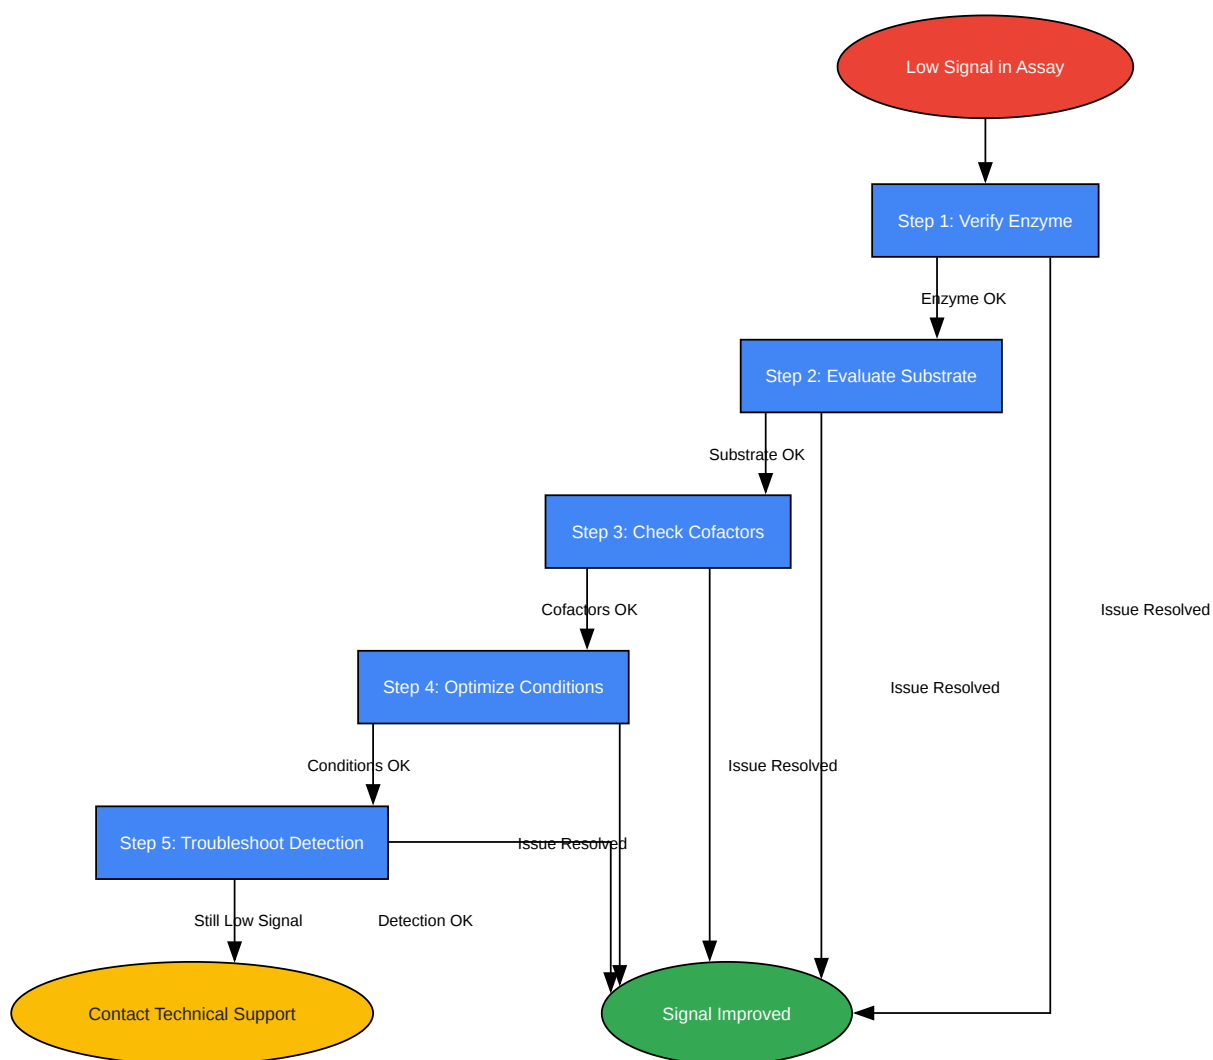 Low Signal in Assay
Step 1: Verify Enzyme
Enzyme OK
Step 2: Evaluate Substrate
Substrate OK
Step 3: Check Cofactors
Cofactors OK
Issue Resolved
Step 4: Optimize Conditions
Issue Resolved
Conditions OK
Issue Resolved
Step 5: Troubleshoot Detection
Issue Resolved
Still Low Signal
Detection OK
Contact Technical Support
Signal Improved